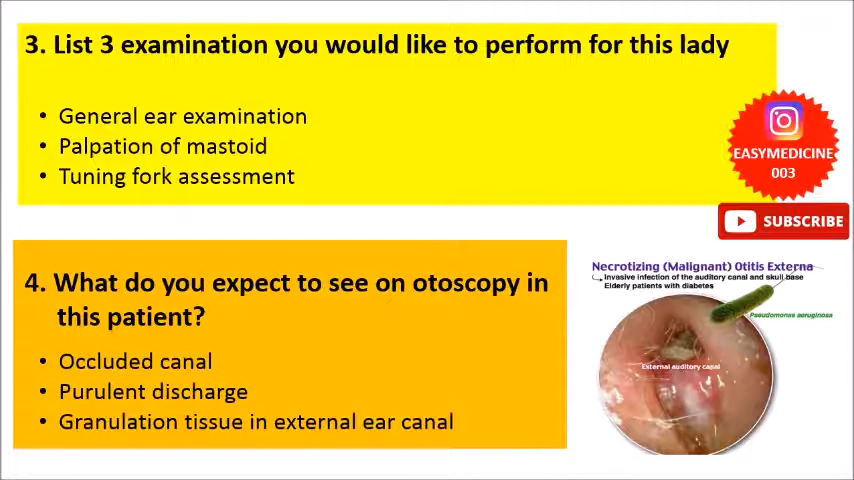 3. List 3 examination you would like to perform for this lady
• General ear examination
• Palpation of mastoid
• Tuning fork assessment
EASYMEDICINE
003
SUBSCRIBE
4. What do you expect to see on otoscopy in
this patient?
• Occluded canal
• Purulent discharge
• Granulation tissue in external ear canal
Necrotizing (Malignant) Otitis Externa
Invasive infection of the auditory canal and skull base
Elderly patients with diabetes
Pseudomonas aeruginosa
External auditory canal